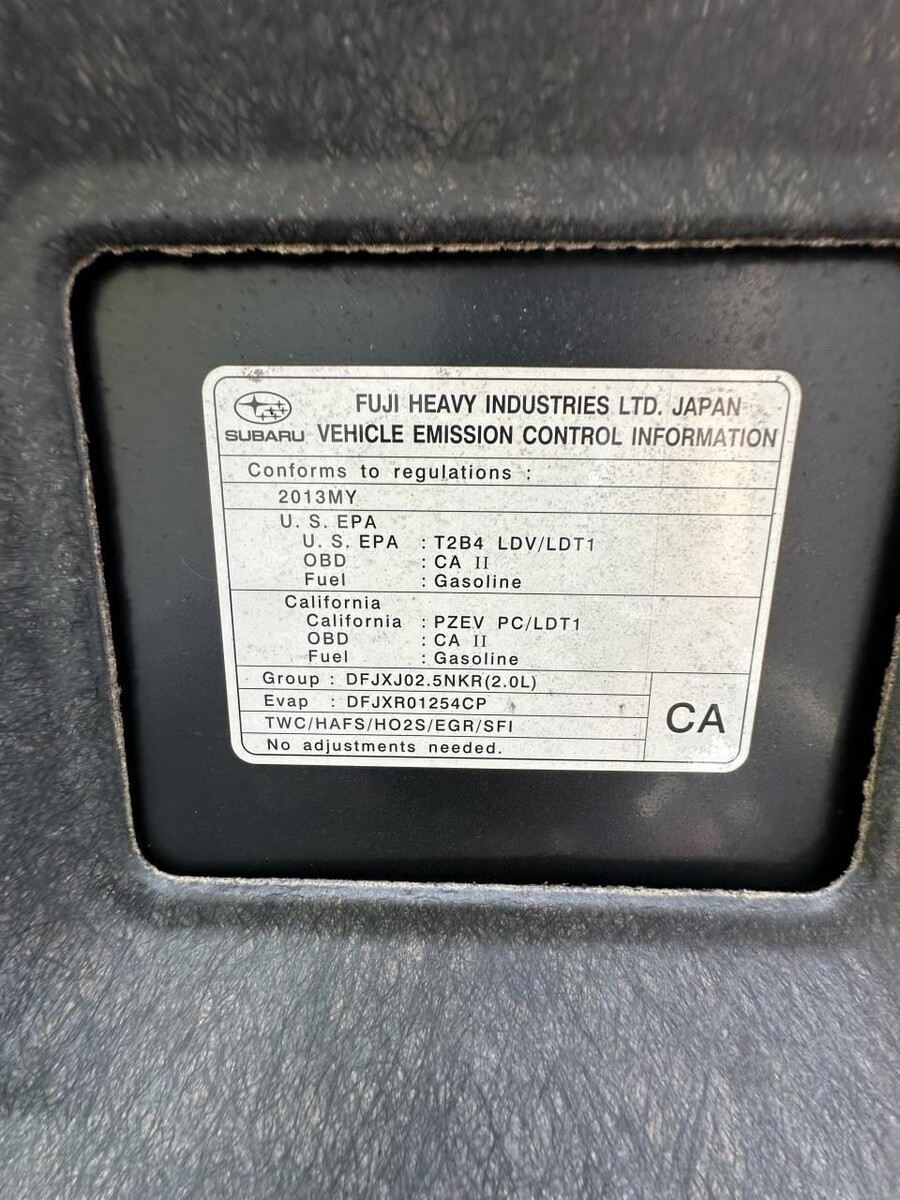 FUJI HEAVY INDUSTRIES LTD. JAPAN
SUBARU VEHICLE EMISSION CONTROL INFORMATION
Conforms to regulations :
2013MY
U. S. EPA
U. S. EPA : T2B4 LDV/LDT1
OBD : CA II
Fuel : Gasoline
California
California : PZEV PC/LDT1
OBD : CA II
Fuel : Gasoline
Group : DFJXJ02.5NKR(2.0L)
Evap : DFJXR01254CP
TWC/HAFS/HO2S/EGR/SFI
No adjustments needed.
CA